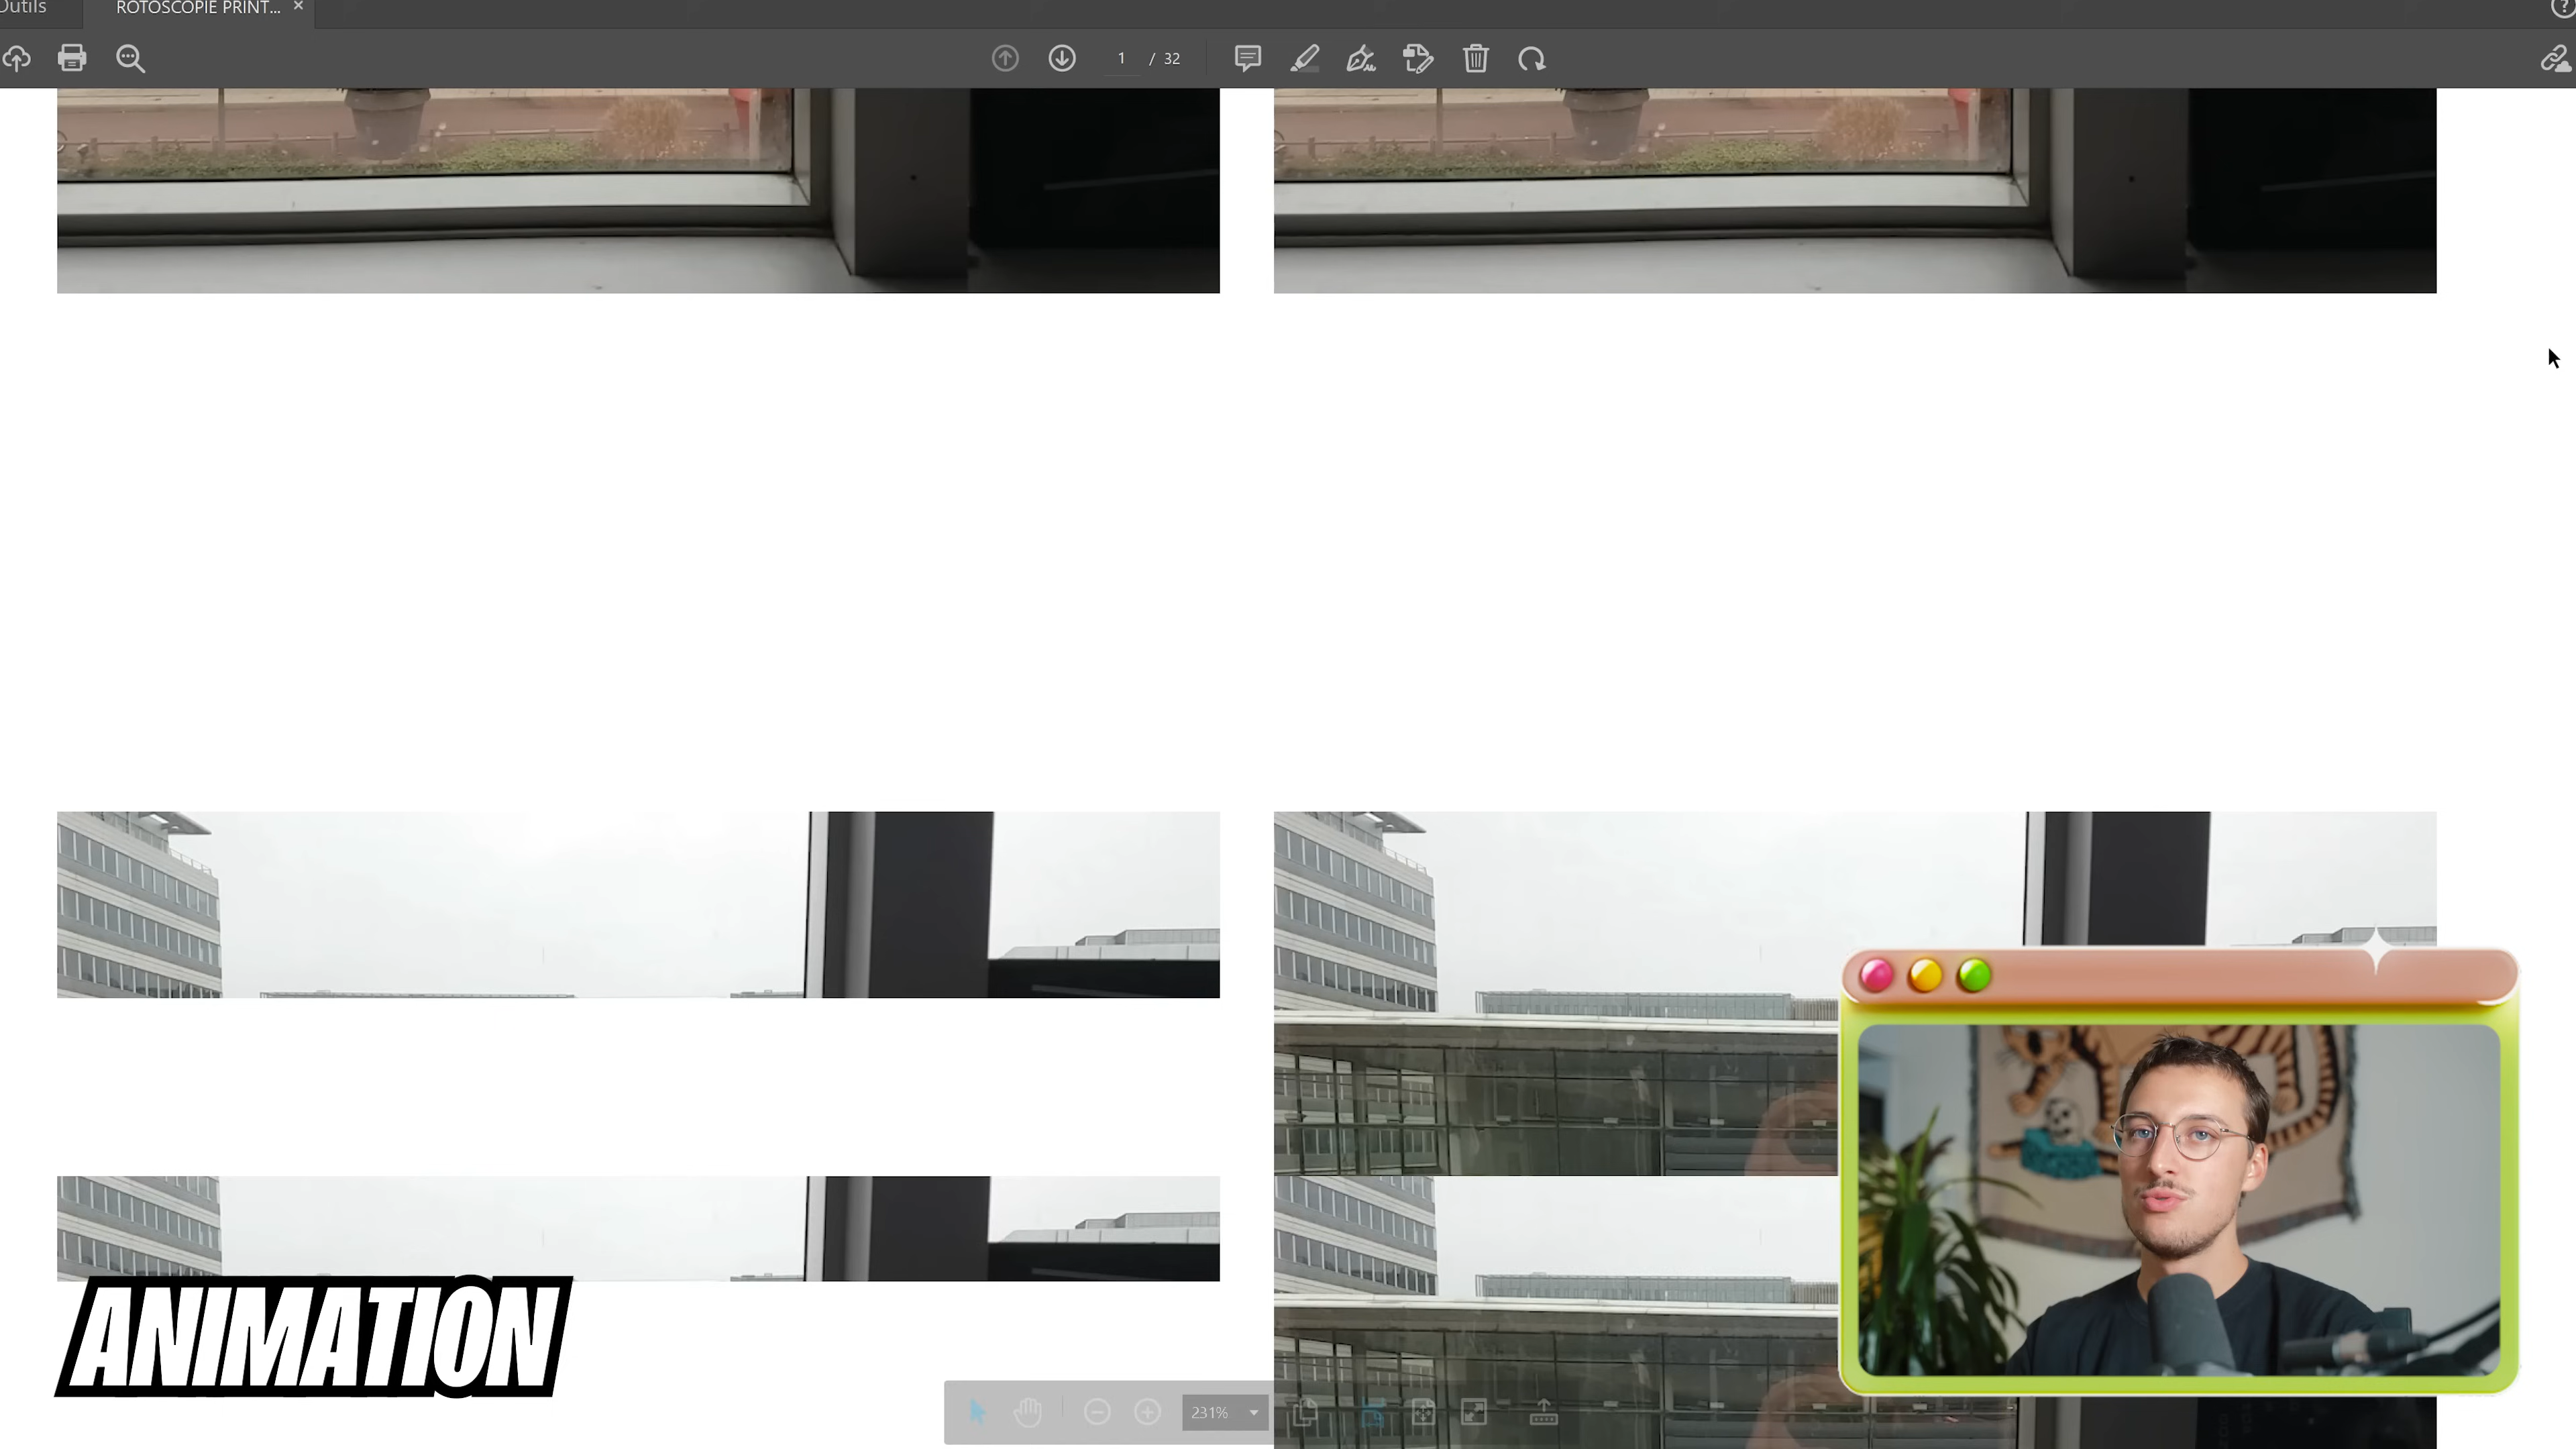 Outils
ROTOSCOPIE PRINT...
1 / 32
ANIMATION
231%